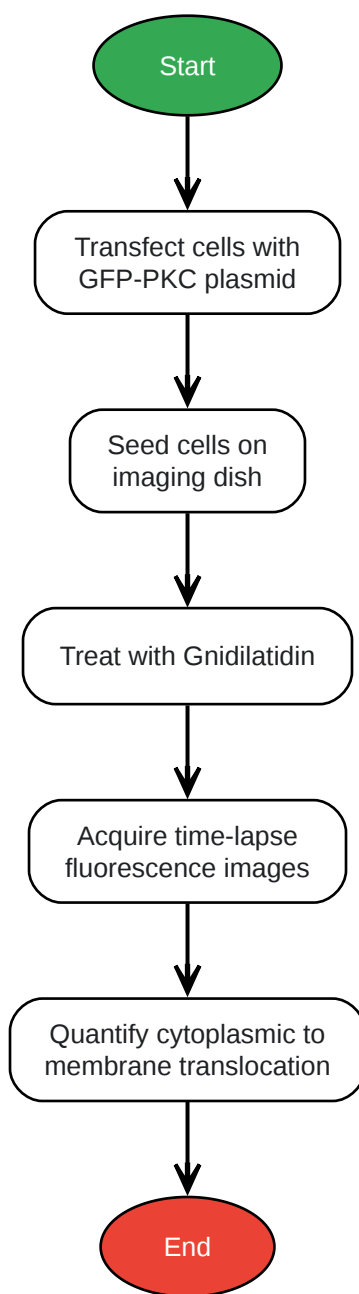 Start
Transfect cells with
GFP-PKC plasmid
Seed cells on
imaging dish
Treat with Gnidilatidin
Acquire time-lapse
fluorescence images
Quantify cytoplasmic to
membrane translocation
End